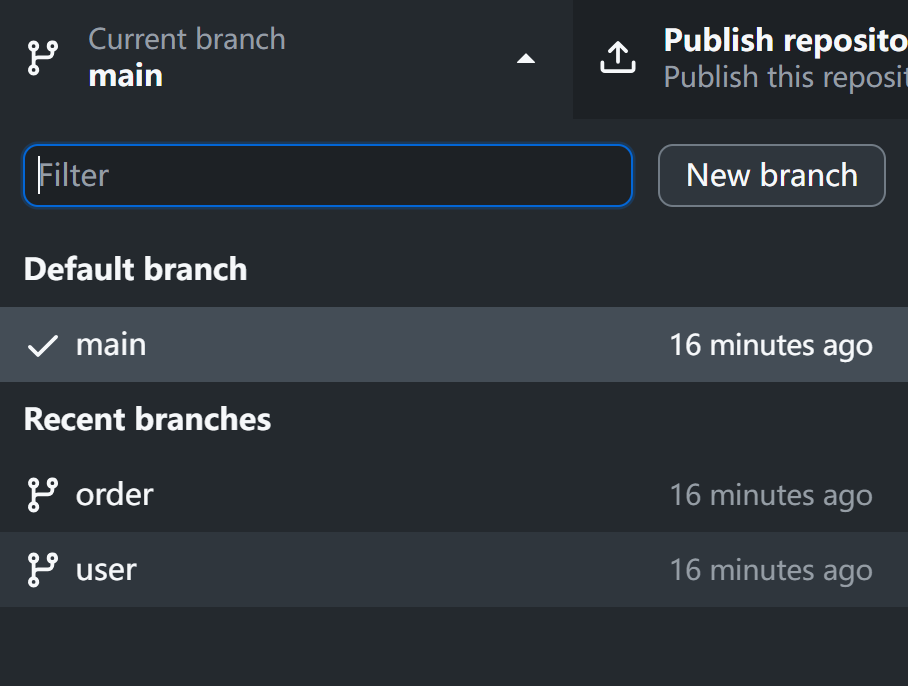 Current branch
main
Publish reposito
Publish this reposit
Filter
New branch
Default branch
main 16 minutes ago
Recent branches
order 16 minutes ago
user 16 minutes ago